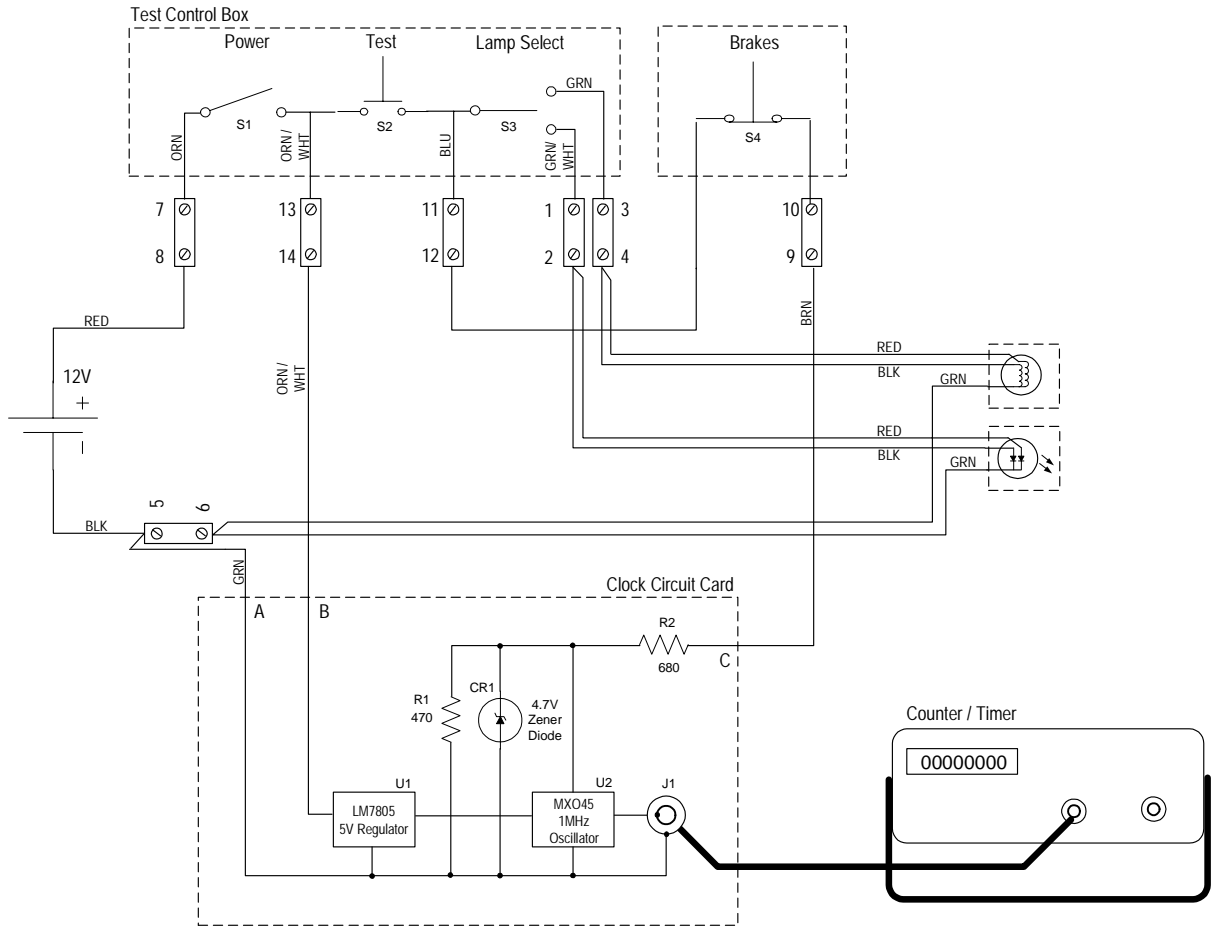 Test Control Box
Power
Test
Lamp Select
Brakes
GRN
S1
S2
S3
S4
ORN
ORN/
WHT
BLU
GRN/
WHT
7
13
11
1
3
10
8
14
12
2
4
9
RED
BRN
12V
+
ORN/
WHT
RED
BLK
GRN
RED
BLK
GRN
5
6
BLK
GRN
Clock Circuit Card
A
B
R2
680
C
R1
470
CR1
4.7V
Zener
Diode
Counter / Timer
00000000
U1
LM7805
5V Regulator
U2
MXO45
1MHz
Oscillator
J1